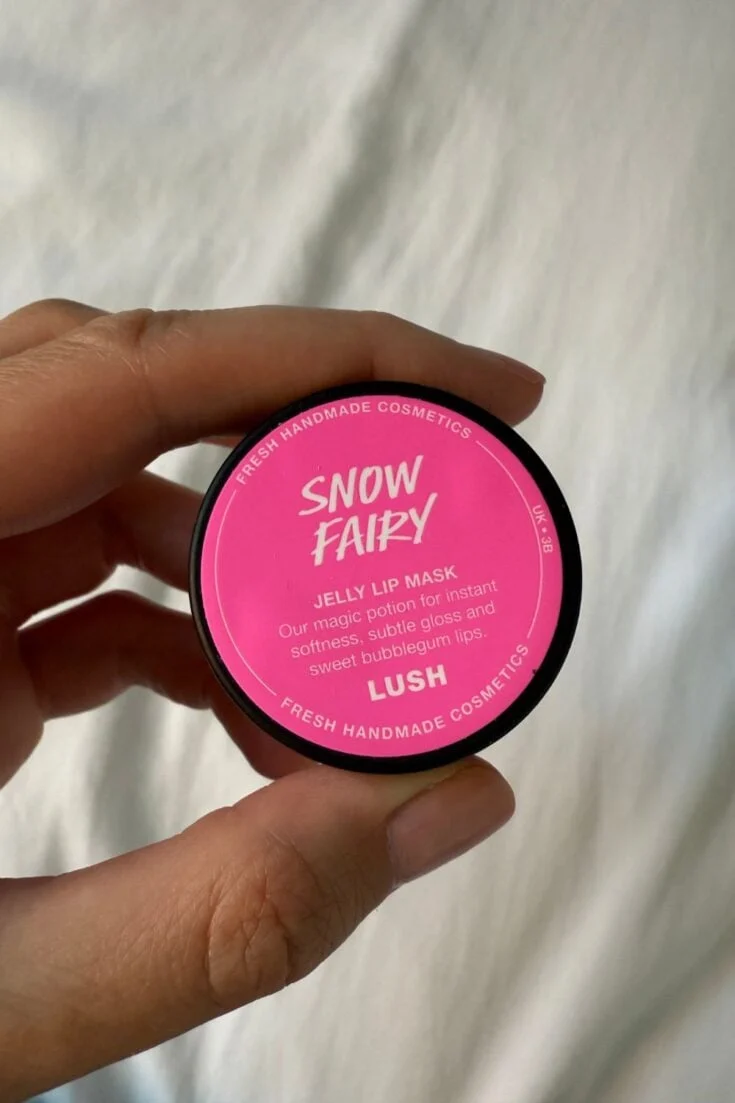 FRESH HANDMADE COSMETICS
SNOW
FAIRY
UK • 3B
JELLY LIP MASK
Our magic potion for instant
softness, subtle gloss and
sweet bubblegum lips.
LUSH
FRESH HANDMADE COSMETICS